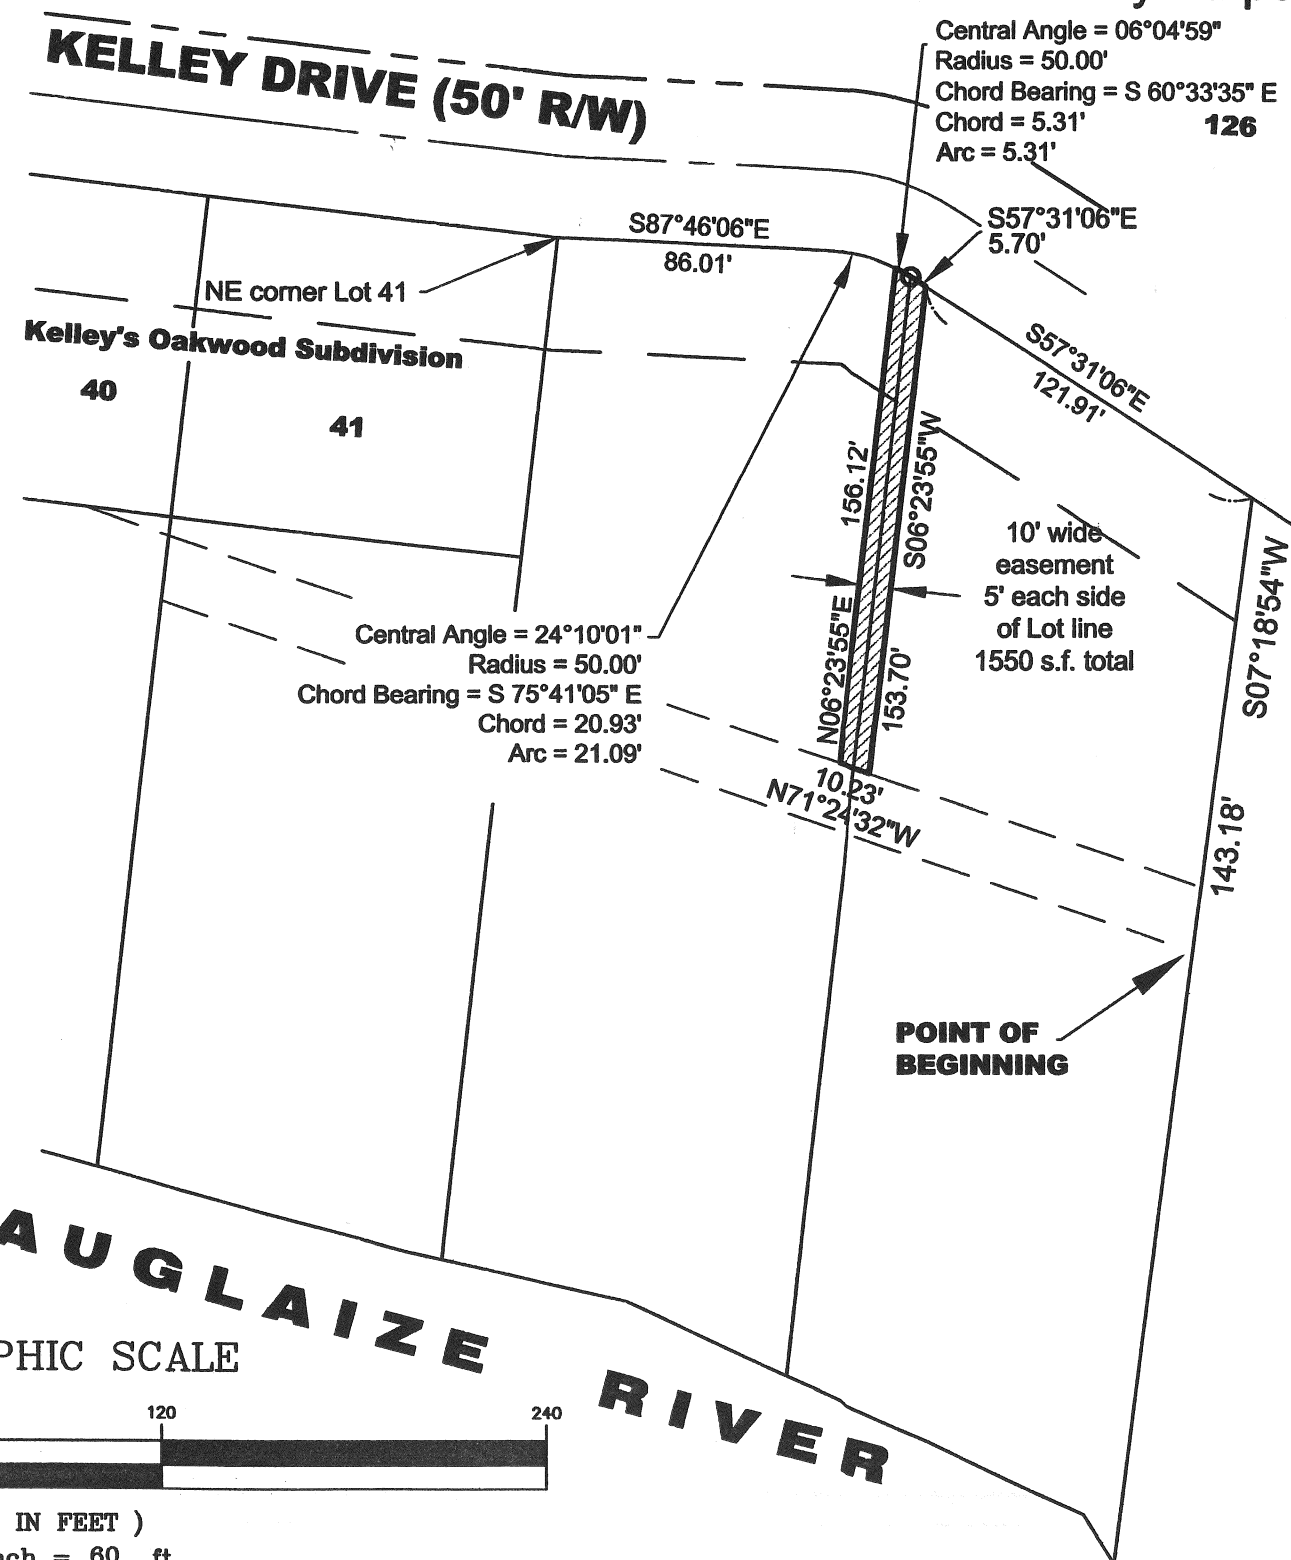 Central Angle = 06°04'59"
Radius = 50.00'
Chord Bearing = S 60°33'35" E
Chord = 5.31'
Arc = 5.31'
126
KELLEY DRIVE (50' R/W)
S87°46'06"E
86.01'
S57°31'06"E
5.70'
NE corner Lot 41
Kelley's Oakwood Subdivision
40
41
S57°31'06"E
121.91'
156.12'
S06°23'55"W
10' wide
easement
5' each side
of Lot line
1550 s.f. total
N06°23'55"E
153.70'
S07°18'54"W
143.18'
Central Angle = 24°10'01"
Radius = 50.00'
Chord Bearing = S 75°41'05" E
Chord = 20.93'
Arc = 21.09'
10.23'
N71°24'32"W
POINT OF
BEGINNING
AUGLAIZE RIVER
PHIC SCALE
120
240
IN FEET )
= 60 ft